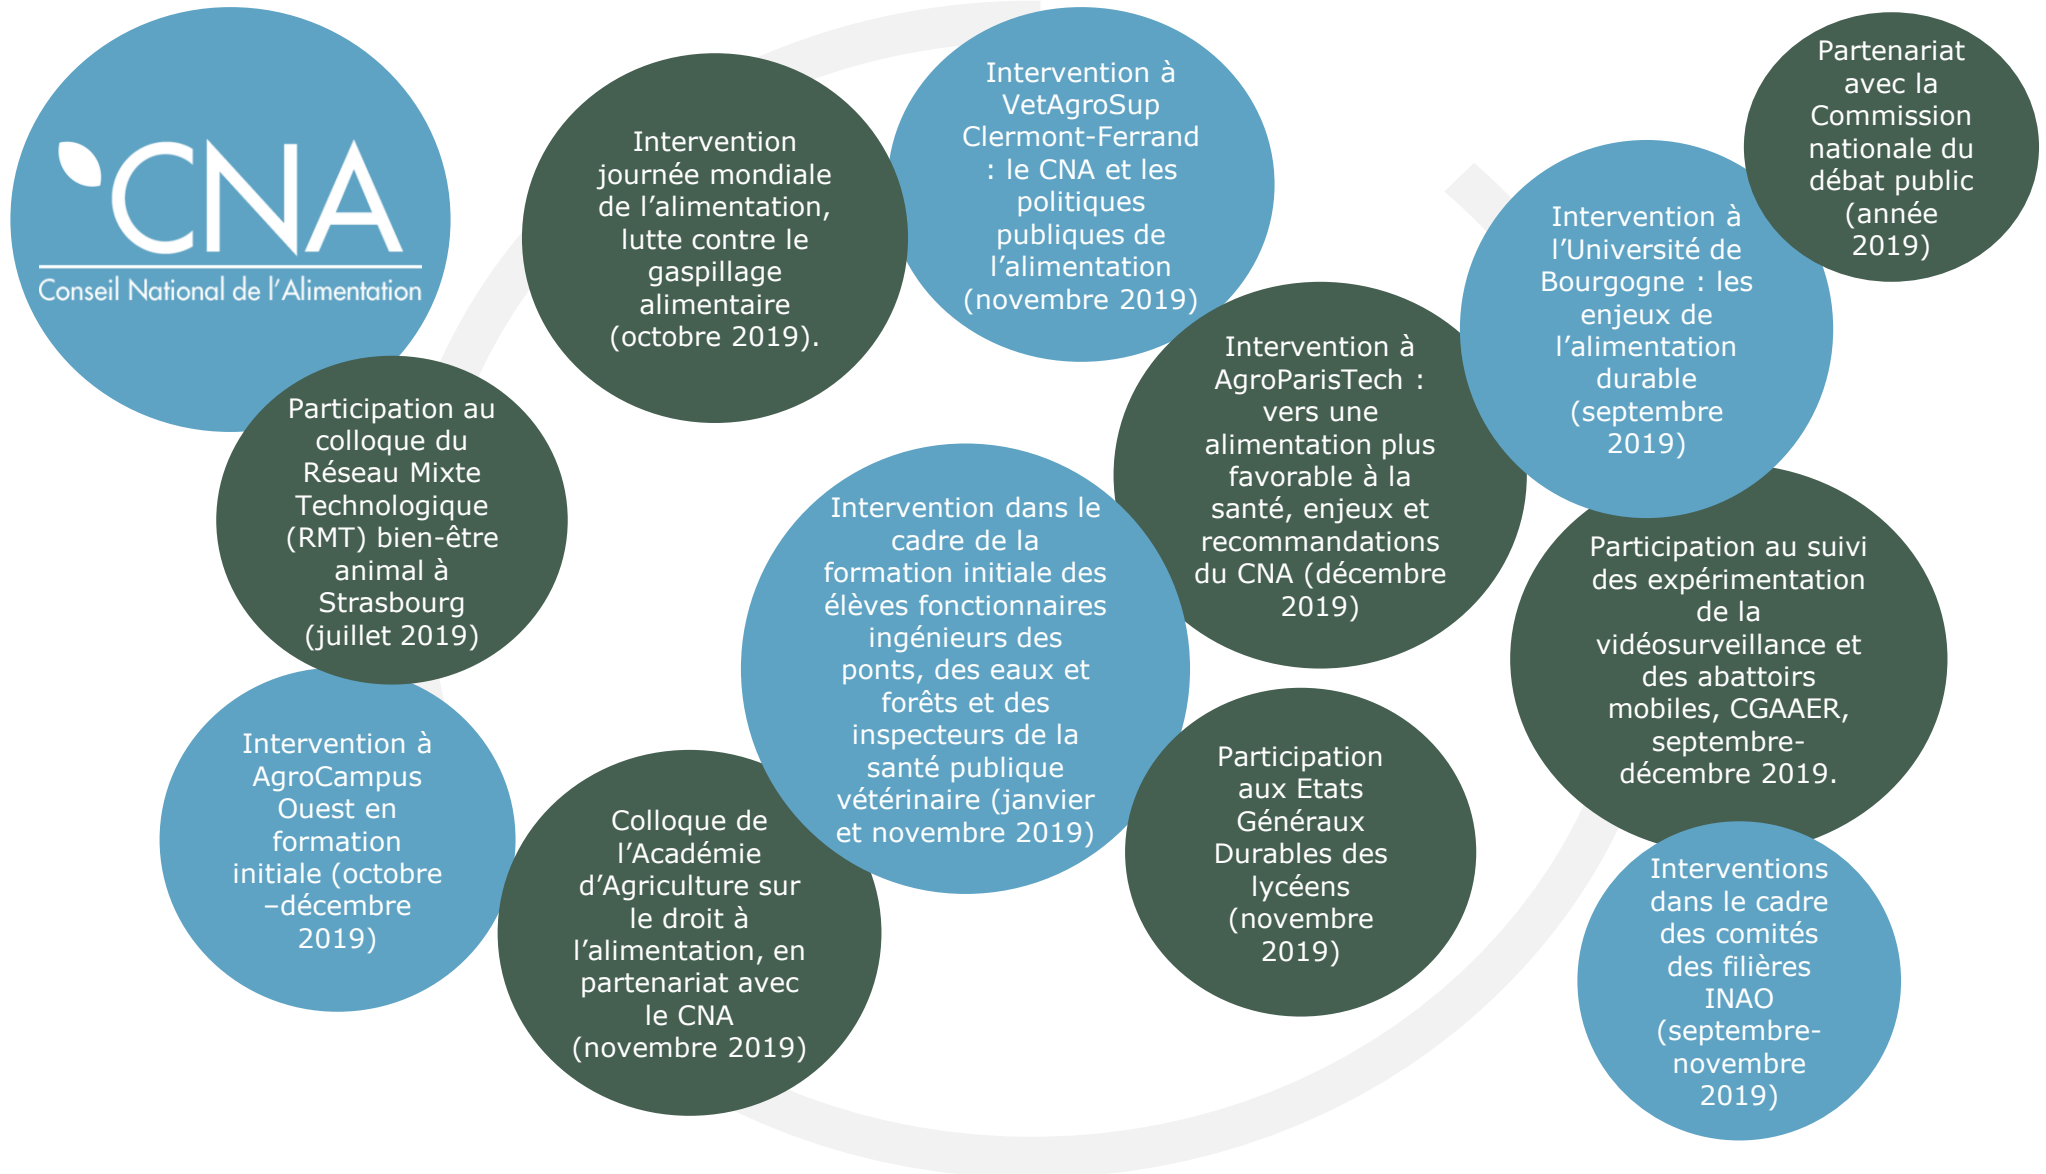 CNA
Conseil National de l'Alimentation
Intervention
journée mondiale
de l'alimentation,
lutte contre le
gaspillage
alimentaire
(octobre 2019).
Intervention à
VetAgroSup
Clermont-Ferrand
: le CNA et les
politiques
publiques de
l'alimentation
(novembre 2019)
Partenariat
avec la
Commission
nationale du
débat public
(année
2019)
Intervention à
l'Université de
Bourgogne : les
enjeux de
l'alimentation
durable
(septembre
2019)
Intervention à
AgroParisTech :
vers une
alimentation plus
favorable à la
santé, enjeux et
recommandations
du CNA (décembre
2019)
Participation au
colloque du
Réseau Mixte
Technologique
(RMT) bien-être
animal à
Strasbourg
(juillet 2019)
Intervention dans le
cadre de la
formation initiale des
élèves fonctionnaires
ingénieurs des
ponts, des eaux et
forêts et des
inspecteurs de la
santé publique
vétérinaire (janvier
et novembre 2019)
Participation au suivi
des expérimentation
de la
vidéosurveillance et
des abattoirs
mobiles, CGAAER,
septembre-
décembre 2019.
Intervention à
AgroCampus
Ouest en
formation
initiale (octobre
–décembre
2019)
Colloque de
l'Académie
d'Agriculture sur
le droit à
l'alimentation, en
partenariat avec
le CNA
(novembre 2019)
Participation
aux Etats
Généraux
Durables des
lycéens
(novembre
2019)
Interventions
dans le cadre
des comités
des filières
INAO
(septembre-
novembre
2019)